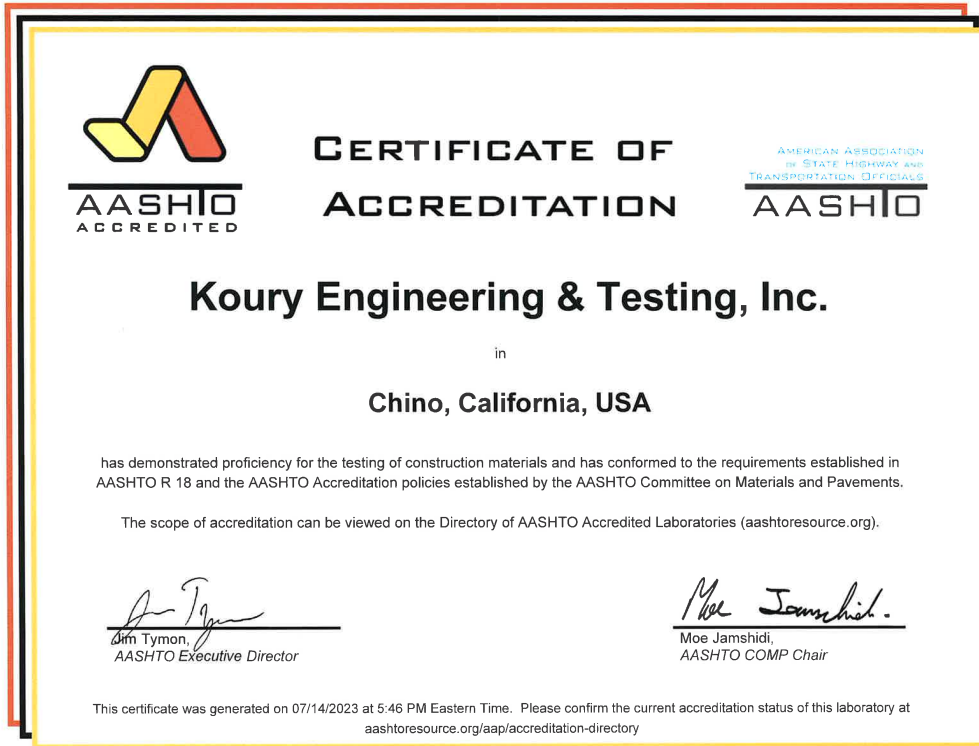 AASHTO
ACCREDITED
CERTIFICATE OF
ACCREDITATION
AMERICAN ASSOCIATION
OF STATE HIGHWAY AND
TRANSPORTATION OFFICIALS
AASHTO
Koury Engineering & Testing, Inc.
in
Chino, California, USA
has demonstrated proficiency for the testing of construction materials and has conformed to the requirements established in
AASHTO R 18 and the AASHTO Accreditation policies established by the AASHTO Committee on Materials and Pavements.
The scope of accreditation can be viewed on the Directory of AASHTO Accredited Laboratories (aashtoresource.org).
Jim Tymon,
AASHTO Executive Director
Moe Jamshidi
Moe Jamshidi,
AASHTO COMP Chair
This certificate was generated on 07/14/2023 at 5:46 PM Eastern Time. Please confirm the current accreditation status of this laboratory at
aashtoresource.org/aap/accreditation-directory